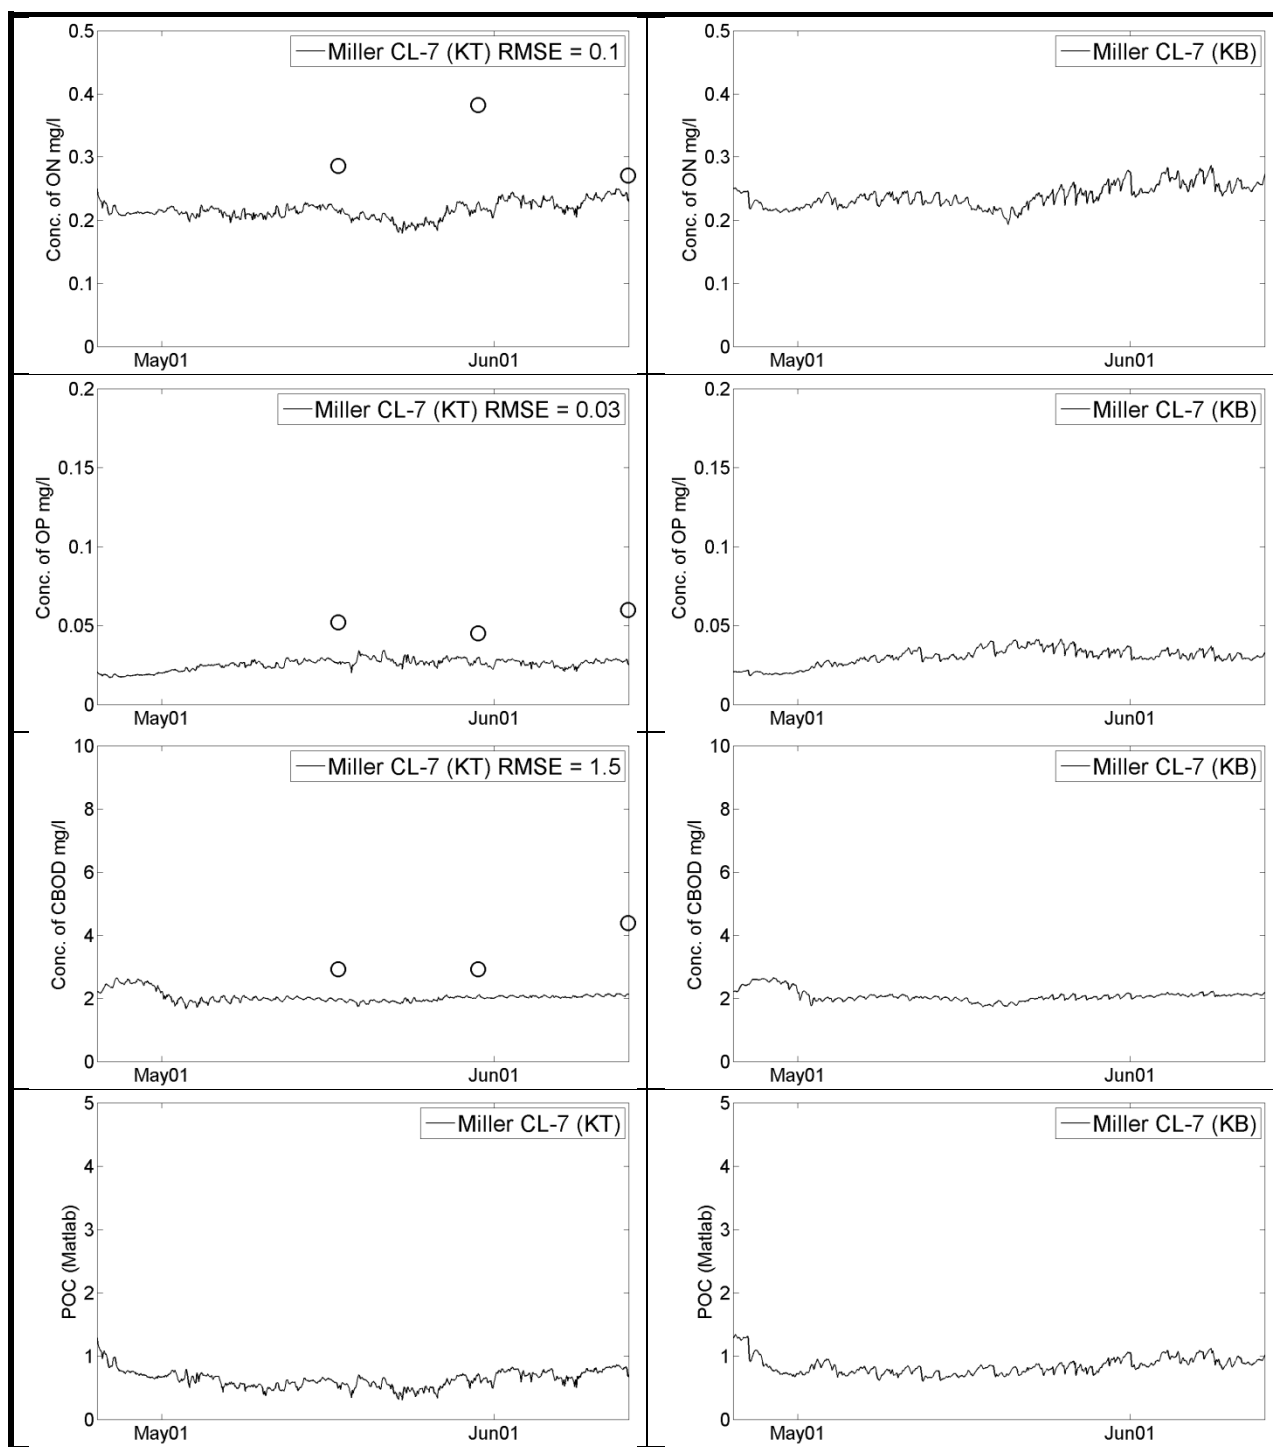 0.5
0.4
0.3
0.2
0.1
0
Conc. of ON mg/l
Miller CL-7 (KT) RMSE = 0.1
May01
Jun01
0.5
0.4
0.3
0.2
0.1
0
Conc. of ON mg/l
Miller CL-7 (KB)
May01
Jun01
0.2
0.15
0.1
0.05
0
Conc. of OP mg/l
Miller CL-7 (KT) RMSE = 0.03
May01
Jun01
0.2
0.15
0.1
0.05
0
Conc. of OP mg/l
Miller CL-7 (KB)
May01
Jun01
10
8
6
4
2
0
Conc. of CBOD mg/l
Miller CL-7 (KT) RMSE = 1.5
May01
Jun01
10
8
6
4
2
0
Conc. of CBOD mg/l
Miller CL-7 (KB)
May01
Jun01
5
4
3
2
1
0
POC (Matlab)
Miller CL-7 (KT)
May01
Jun01
5
4
3
2
1
0
POC (Matlab)
Miller CL-7 (KB)
May01
Jun01